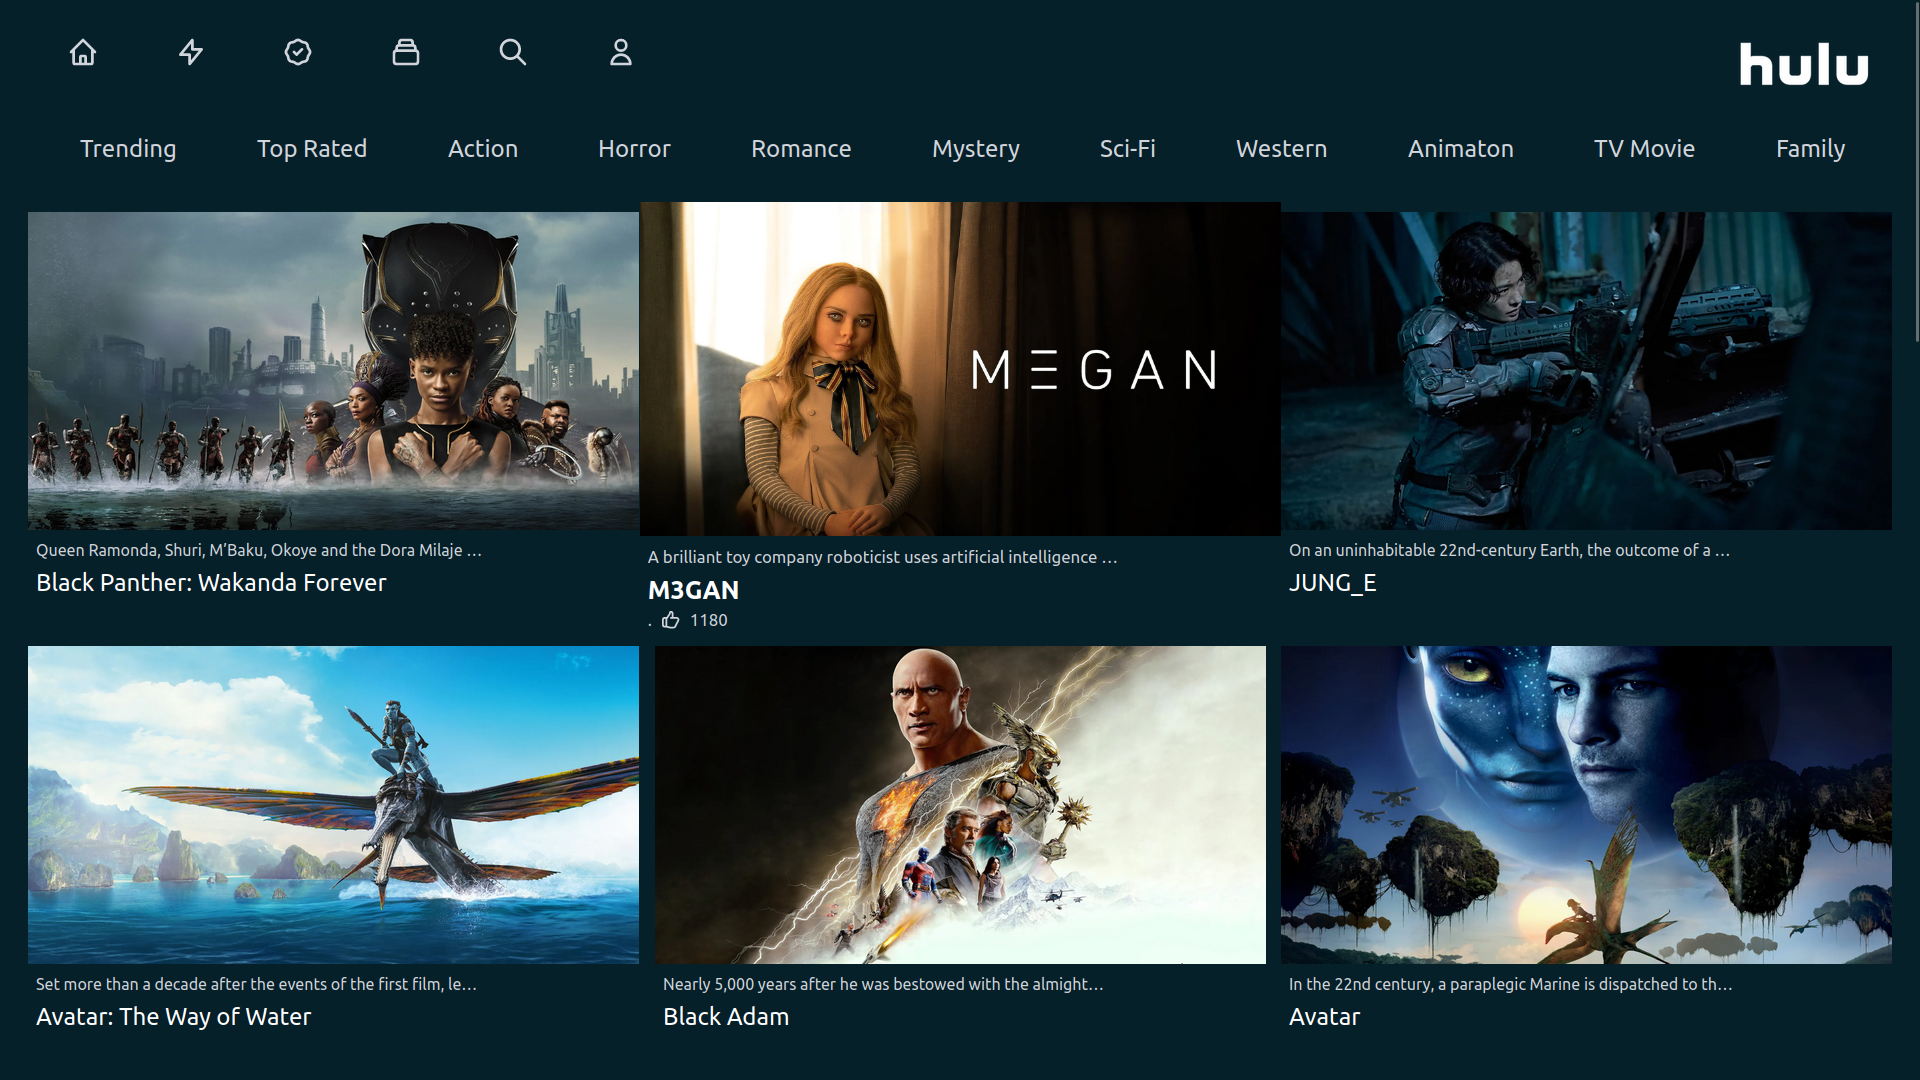 hulu
Trending Top Rated Action Horror Romance Mystery Sci-Fi Western Animaton TV Movie Family
MEGAN
Queen Ramonda, Shuri, M’Baku, Okoye and the Dora Milaje ...
Black Panther: Wakanda Forever
A brilliant toy company roboticist uses artificial intelligence ...
M3GAN
. 1180
On an uninhabitable 22nd-century Earth, the outcome of a ...
JUNG_E
Set more than a decade after the events of the first film, le...
Avatar: The Way of Water
Nearly 5,000 years after he was bestowed with the almight...
Black Adam
In the 22nd century, a paraplegic Marine is dispatched to th...
Avatar